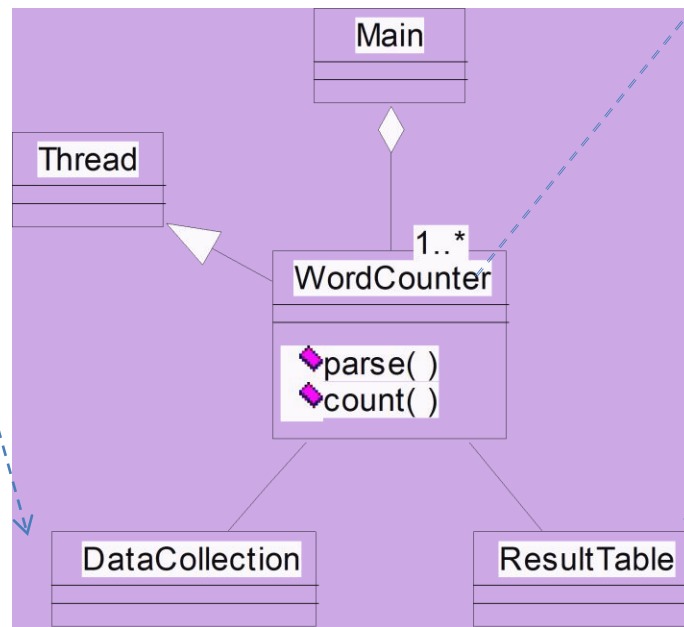 Main
Thread
1..*
WordCounter
parse( )
count( )
DataCollection
ResultTable